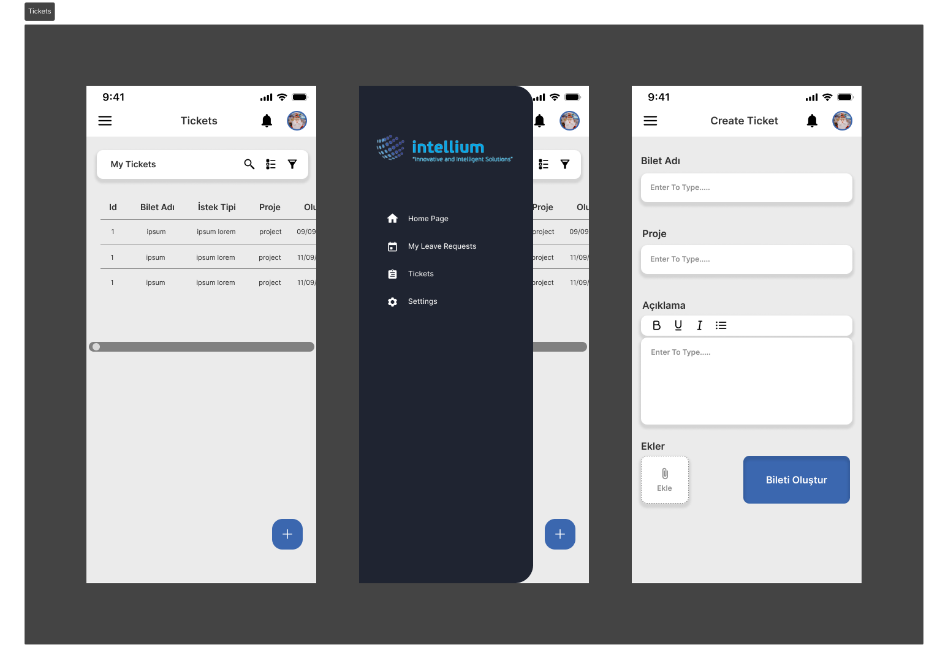 Tickets
9:41
Tickets
My Tickets
Id Bilet Adı İstek Tipi Proje Olu
1 Ipsum Ipsum lorem project 09/09
1 Ipsum Ipsum lorem project 11/09/
1 Ipsum Ipsum lorem project 11/09/
+
intellium
"Innovative and Intelligent Solutions"
Home Page
My Leave Requests
Tickets
Settings
Proje Olu
project 09/09
project 11/09/
project 11/09/
+
9:41
Create Ticket
Bilet Adı
Enter To Type.....
Proje
Enter To Type.....
Açıklama
B U I
Enter To Type.....
Ekler
Ekle
Bileti Oluştur